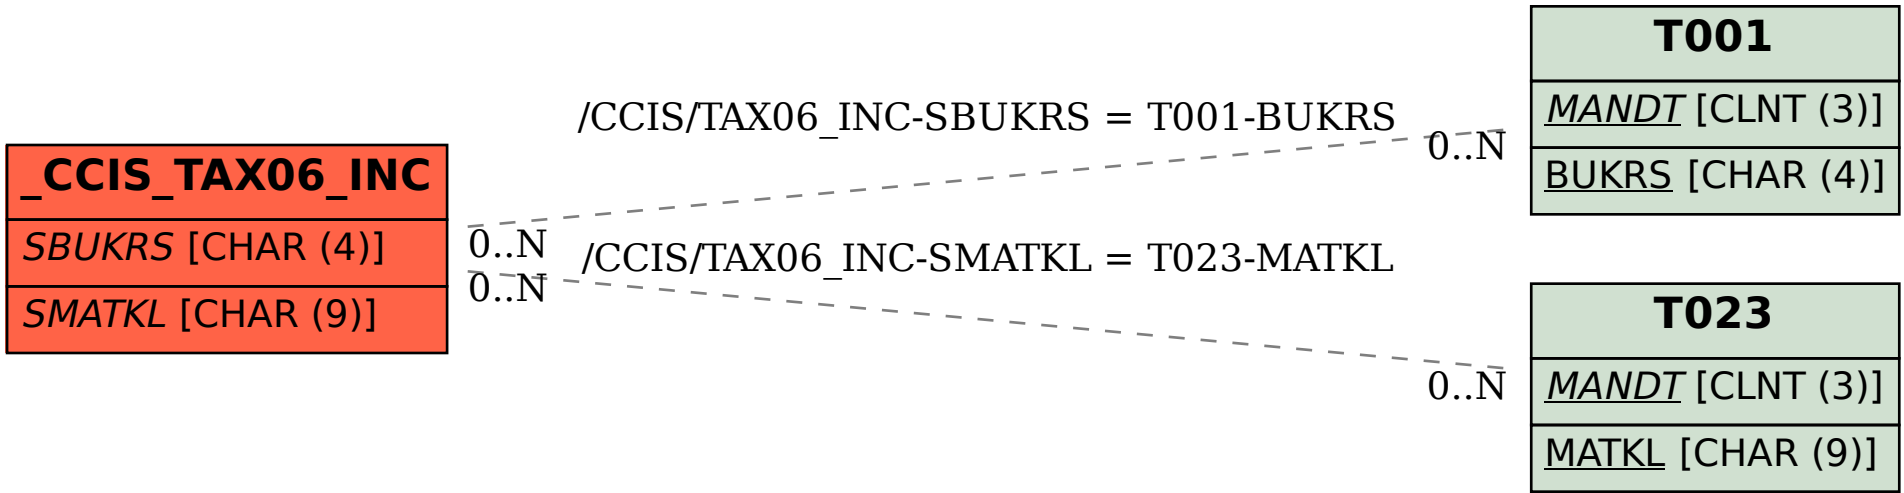 _CCIS_TAX06_INC
SBUKRS [CHAR (4)]
SMATKL [CHAR (9)]
/CCIS/TAX06_INC-SBUKRS = T001-BUKRS
0..N
0..N
/CCIS/TAX06_INC-SMATKL = T023-MATKL
0..N
0..N
T001
MANDT [CLNT (3)]
BUKRS [CHAR (4)]
T023
MANDT [CLNT (3)]
MATKL [CHAR (9)]